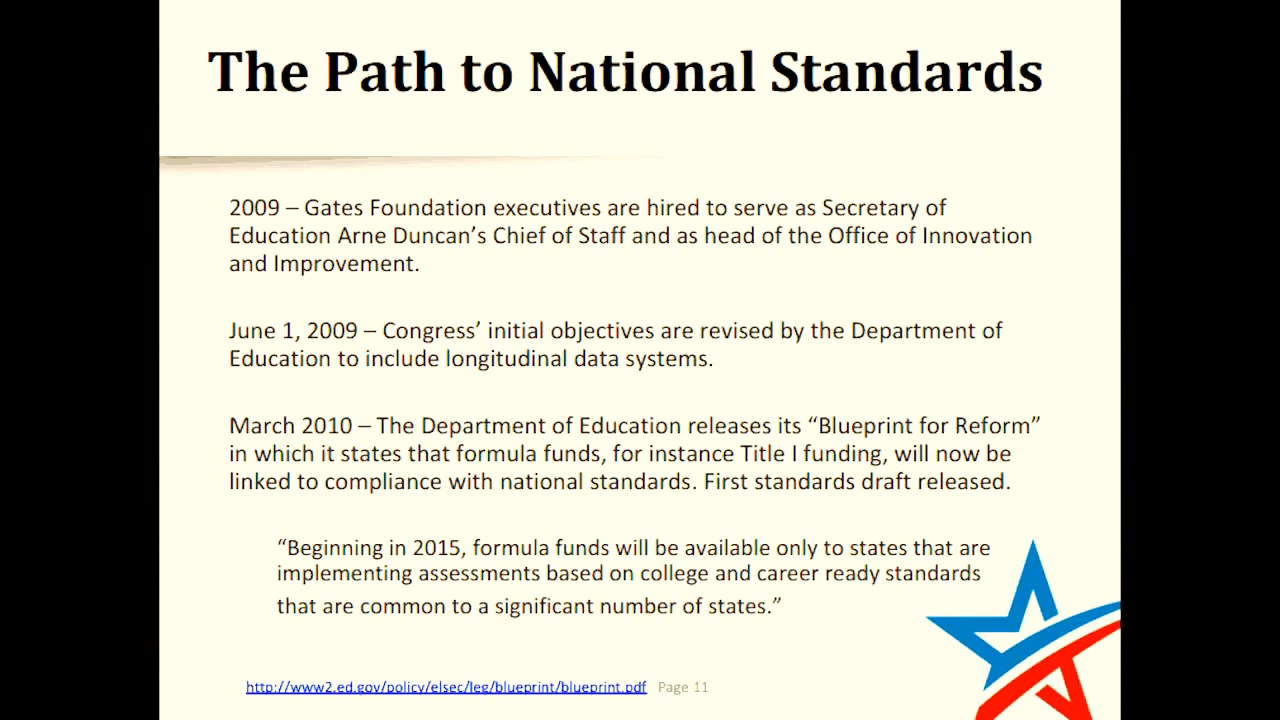 The Path to National Standards
2009 – Gates Foundation executives are hired to serve as Secretary of
Education Arne Duncan’s Chief of Staff and as head of the Office of Innovation
and Improvement.
June 1, 2009 – Congress’ initial objectives are revised by the Department of
Education to include longitudinal data systems.
March 2010 – The Department of Education releases its “Blueprint for Reform”
in which it states that formula funds, for instance Title I funding, will now be
linked to compliance with national standards. First standards draft released.
“Beginning in 2015, formula funds will be available only to states that are
implementing assessments based on college and career ready standards
that are common to a significant number of states.”
http://www2.ed.gov/policy/elsec/leg/blueprint/blueprint.pdf Page 11